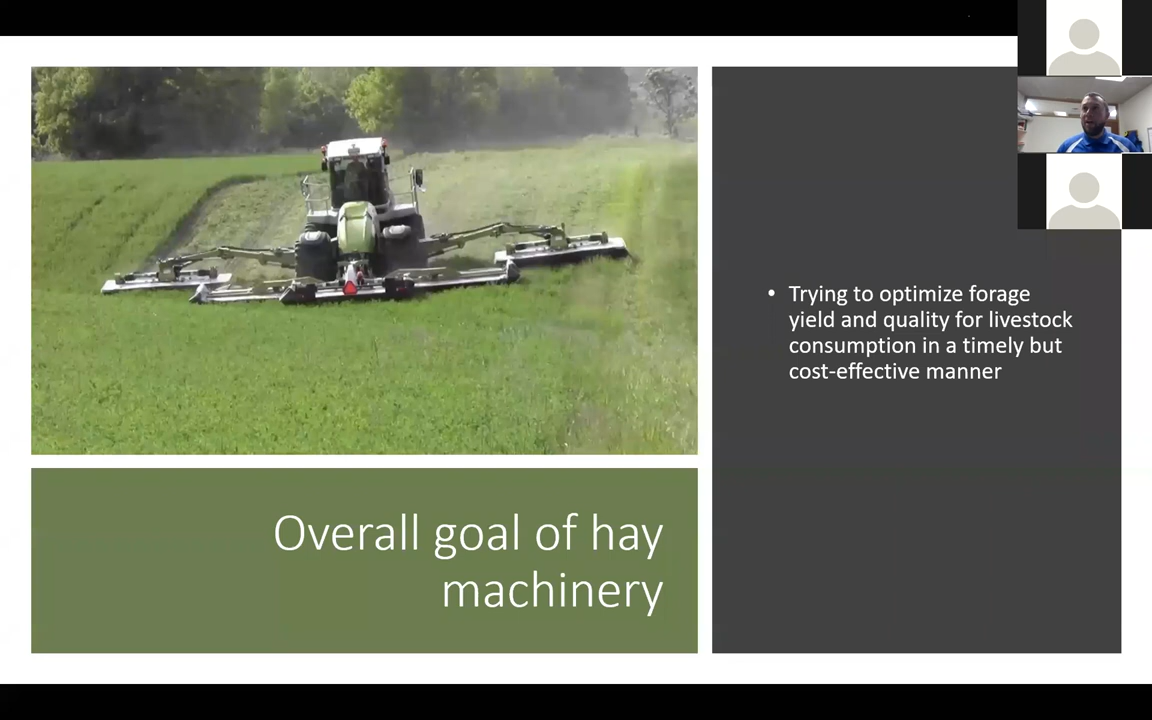 • Trying to optimize forage
yield and quality for livestock
consumption in a timely but
cost-effective manner
Overall goal of hay
machinery